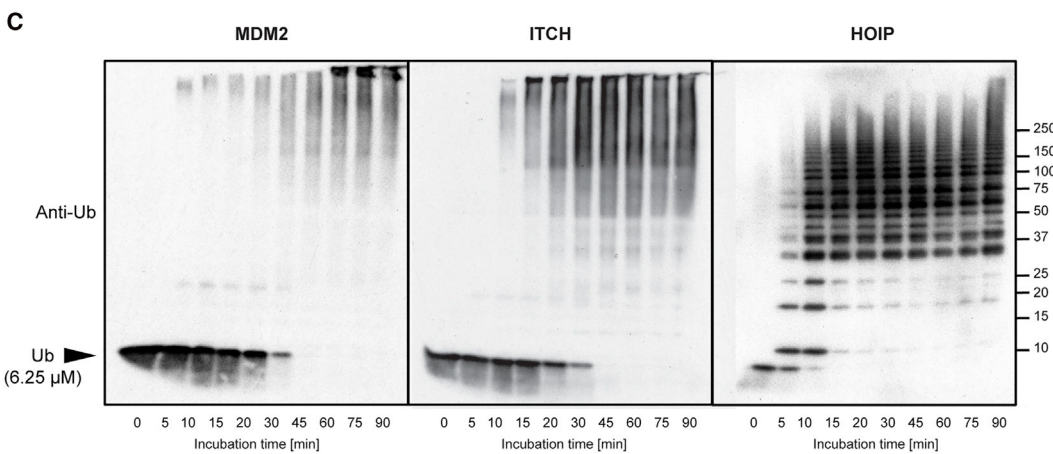 C
MDM2 ITCH HOIP
250
150
100
75
Anti-Ub
50
37
25
20
15
Ub
10
(6.25 µM)
0 5 10 15 20 30 45 60 75 90 0 5 10 15 20 30 45 60 75 90 0 5 10 15 20 30 45 60 75 90
Incubation time [min] Incubation time [min] Incubation time [min]